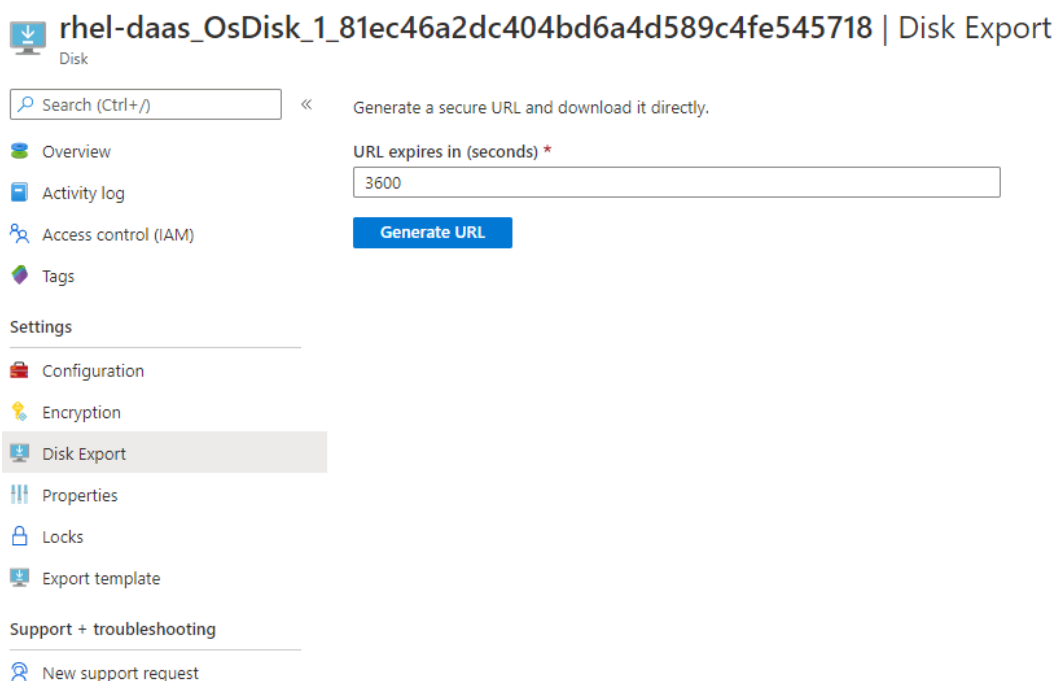 rhel-daas_OsDisk_1_81ec46a2dc404bd6a4d589c4fe545718 | Disk Export
Disk
Search (Ctrl+/)
«
Overview
Activity log
Access control (IAM)
Tags
Settings
Configuration
Encryption
Disk Export
Properties
Locks
Export template
Support + troubleshooting
New support request
Generate a secure URL and download it directly.
URL expires in (seconds) *
3600
Generate URL